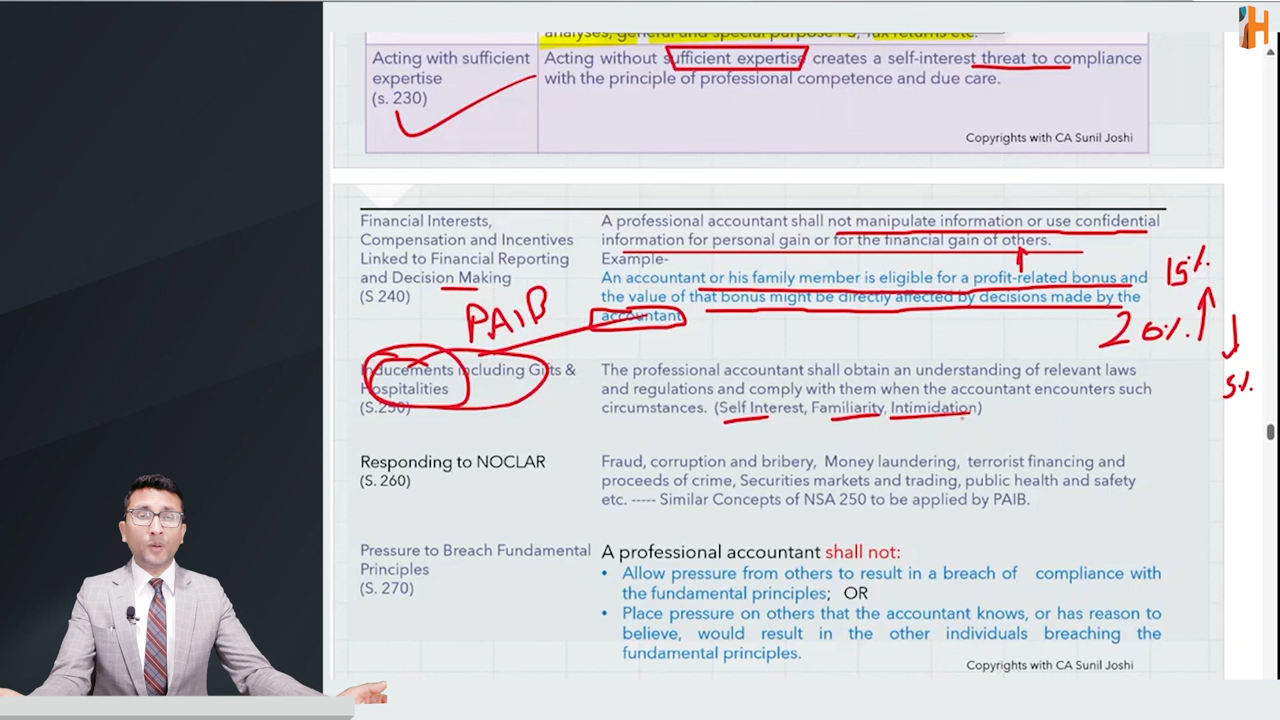 analyses, general and special purpose FS, Tax returns etc.
Acting with sufficient
expertise
(s. 230)
Acting without sufficient expertise creates a self-interest threat to compliance
with the principle of professional competence and due care.
Copyrights with CA Sunil Joshi
Financial Interests,
Compensation and Incentives
Linked to Financial Reporting
and Decision Making
(S 240)
A professional accountant shall not manipulate information or use confidential
information for personal gain or for the financial gain of others.
Example-
An accountant or his family member is eligible for a profit-related bonus and
the value of that bonus might be directly affected by decisions made by the
accountant
15%
20%
5%
PAIB
Inducements including Gifts &
Hospitalities
(S.250)
The professional accountant shall obtain an understanding of relevant laws
and regulations and comply with them when the accountant encounters such
circumstances. (Self Interest, Familiarity, Intimidation)
Responding to NOCLAR
(S. 260)
Fraud, corruption and bribery, Money laundering, terrorist financing and
proceeds of crime, Securities markets and trading, public health and safety
etc. ----- Similar Concepts of NSA 250 to be applied by PAIB.
Pressure to Breach Fundamental
Principles
(S. 270)
A professional accountant shall not:
• Allow pressure from others to result in a breach of compliance with
the fundamental principles; OR
• Place pressure on others that the accountant knows, or has reason to
believe, would result in the other individuals breaching the
fundamental principles.
Copyrights with CA Sunil Joshi